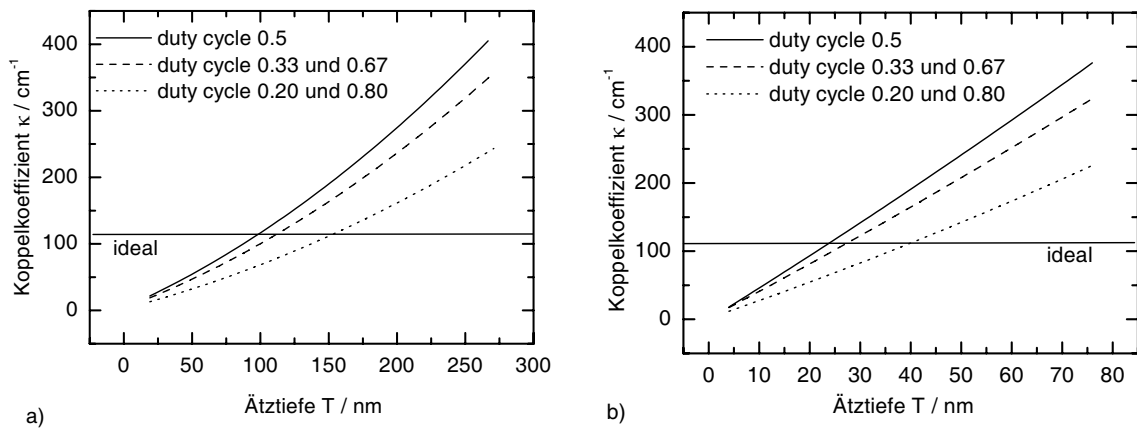 400
300
200
100
0
Koppelkoeffizient κ / cm⁻¹
duty cycle 0.5
duty cycle 0.33 und 0.67
duty cycle 0.20 und 0.80
ideal
0 50 100 150 200 250 300
Ätztiefe T / nm
a)
400
300
200
100
0
Koppelkoeffizient κ / cm⁻¹
duty cycle 0.5
duty cycle 0.33 und 0.67
duty cycle 0.20 und 0.80
ideal
0 10 20 30 40 50 60 70 80
Ätztiefe T / nm
b)